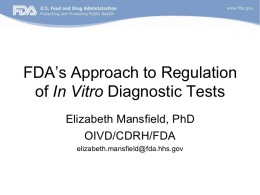 FDA U.S. Food and Drug Administration
Protecting and Promoting Public Health
www.fda.gov
FDA's Approach to Regulation
of In Vitro Diagnostic Tests
Elizabeth Mansfield, PhD
OIVD/CDRH/FDA
elizabeth.mansfield@fda.hhs.gov